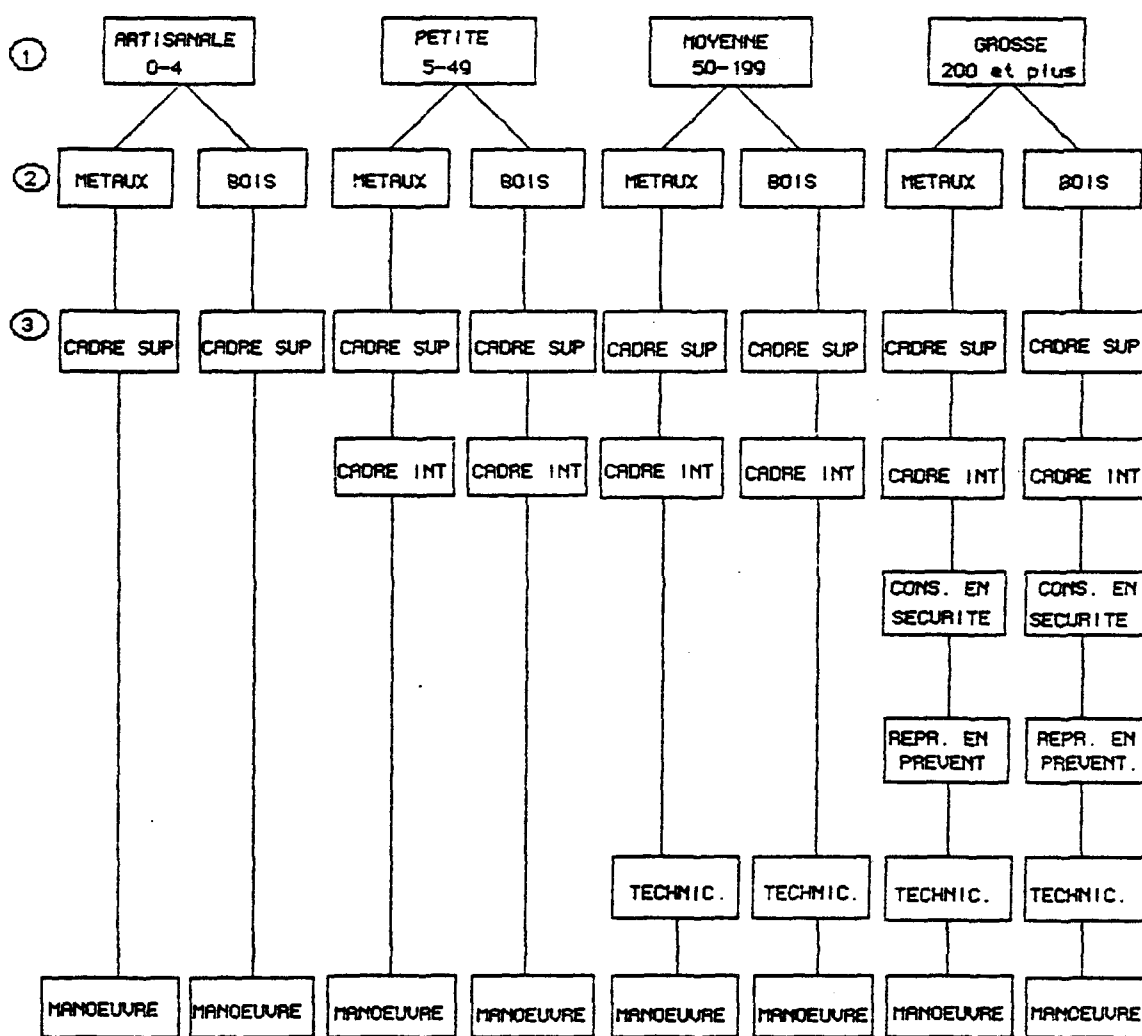 1
ARTISANALE
0-4
PETITE
5-49
MOYENNE
50-199
GROSSE
200 et plus
2
METAUX
BOIS
METAUX
BOIS
METAUX
BOIS
METAUX
BOIS
3
CADRE SUP
CADRE SUP
CADRE SUP
CADRE SUP
CADRE SUP
CADRE SUP
CADRE SUP
CADRE SUP
CADRE INT
CADRE INT
CADRE INT
CADRE INT
CADRE INT
CADRE INT
CONS. EN
SECURITE
CONS. EN
SECURITE
REPR. EN
PREVENT
REPR. EN
PREVENT.
TECHNIC.
TECHNIC.
TECHNIC.
TECHNIC.
MANOEUVRE
MANOEUVRE
MANOEUVRE
MANOEUVRE
MANOEUVRE
MANOEUVRE
MANOEUVRE
MANOEUVRE